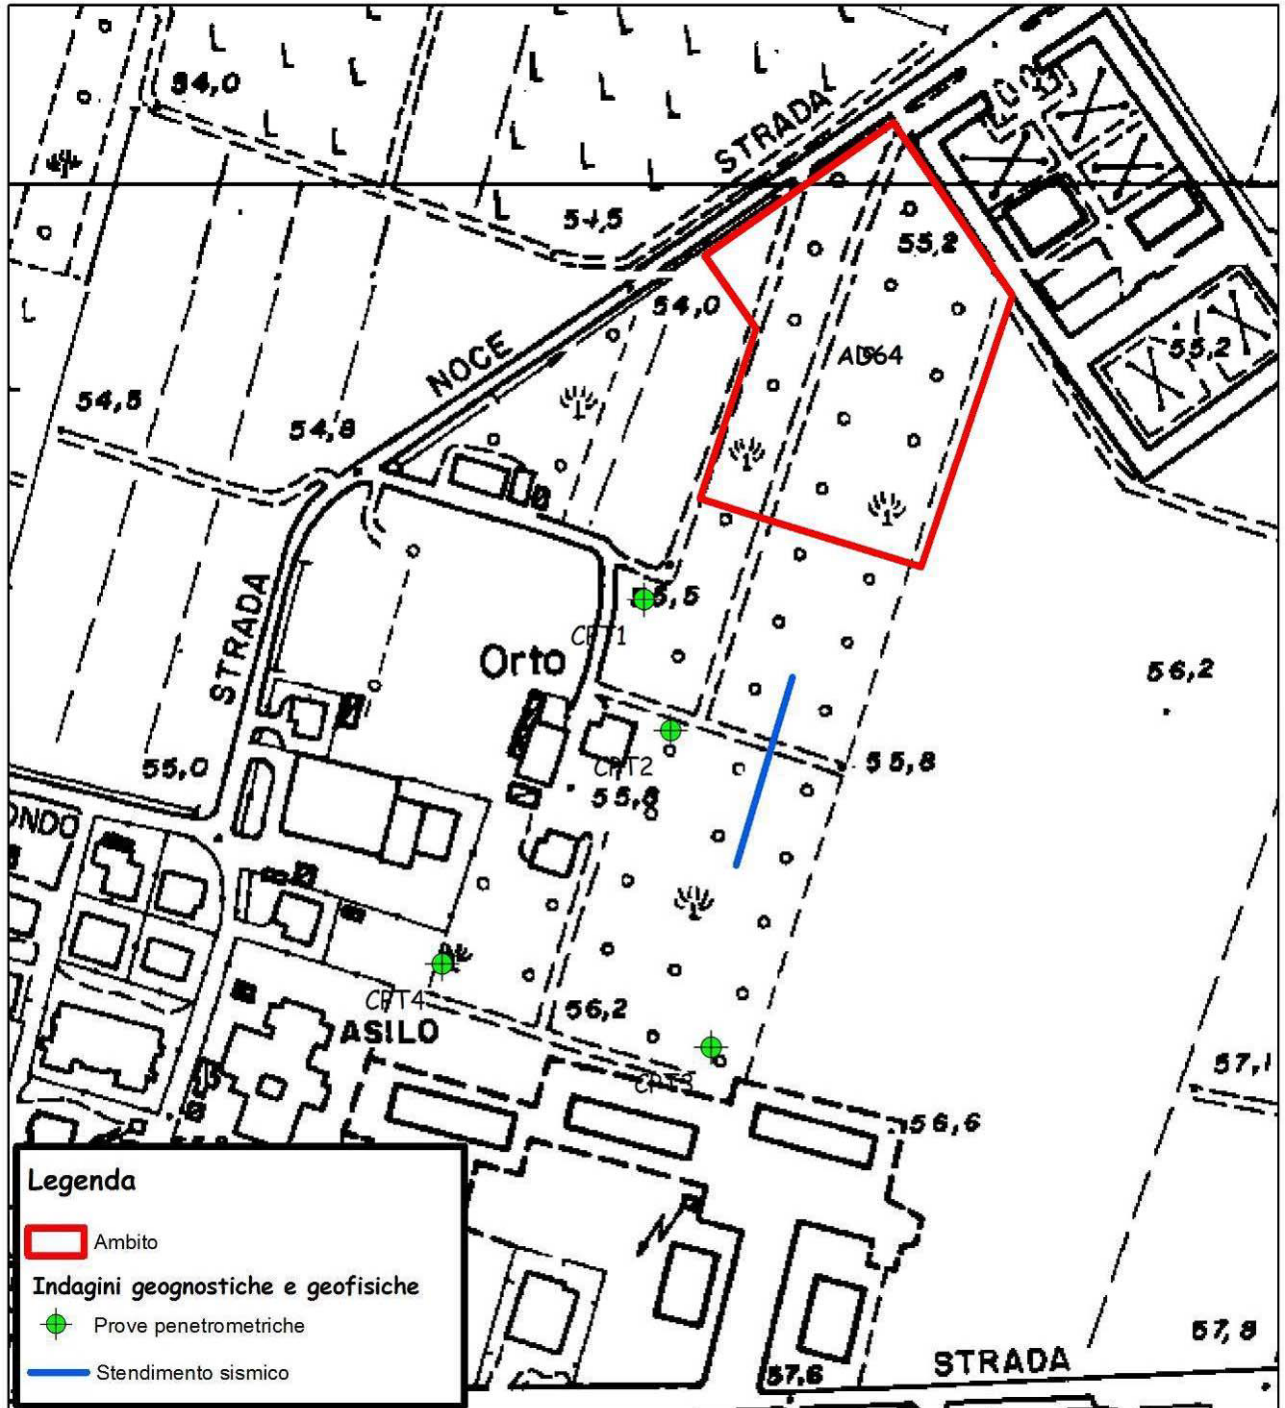 54,0
STRADA
54,5
55,2
54,0
NOCE
55,2
54,5
54,8
STRADA
5,5
CPT1
Orto
56,2
55,0
CPT2
55,8
55,8
ONDO
CPT4
56,2
ASILO
CPT3
57,1
56,6
Legenda
Ambito
Indagini geognostiche e geofisiche
Prove penetrometriche
Stendimento sismico
57,8
STRADA
57,6